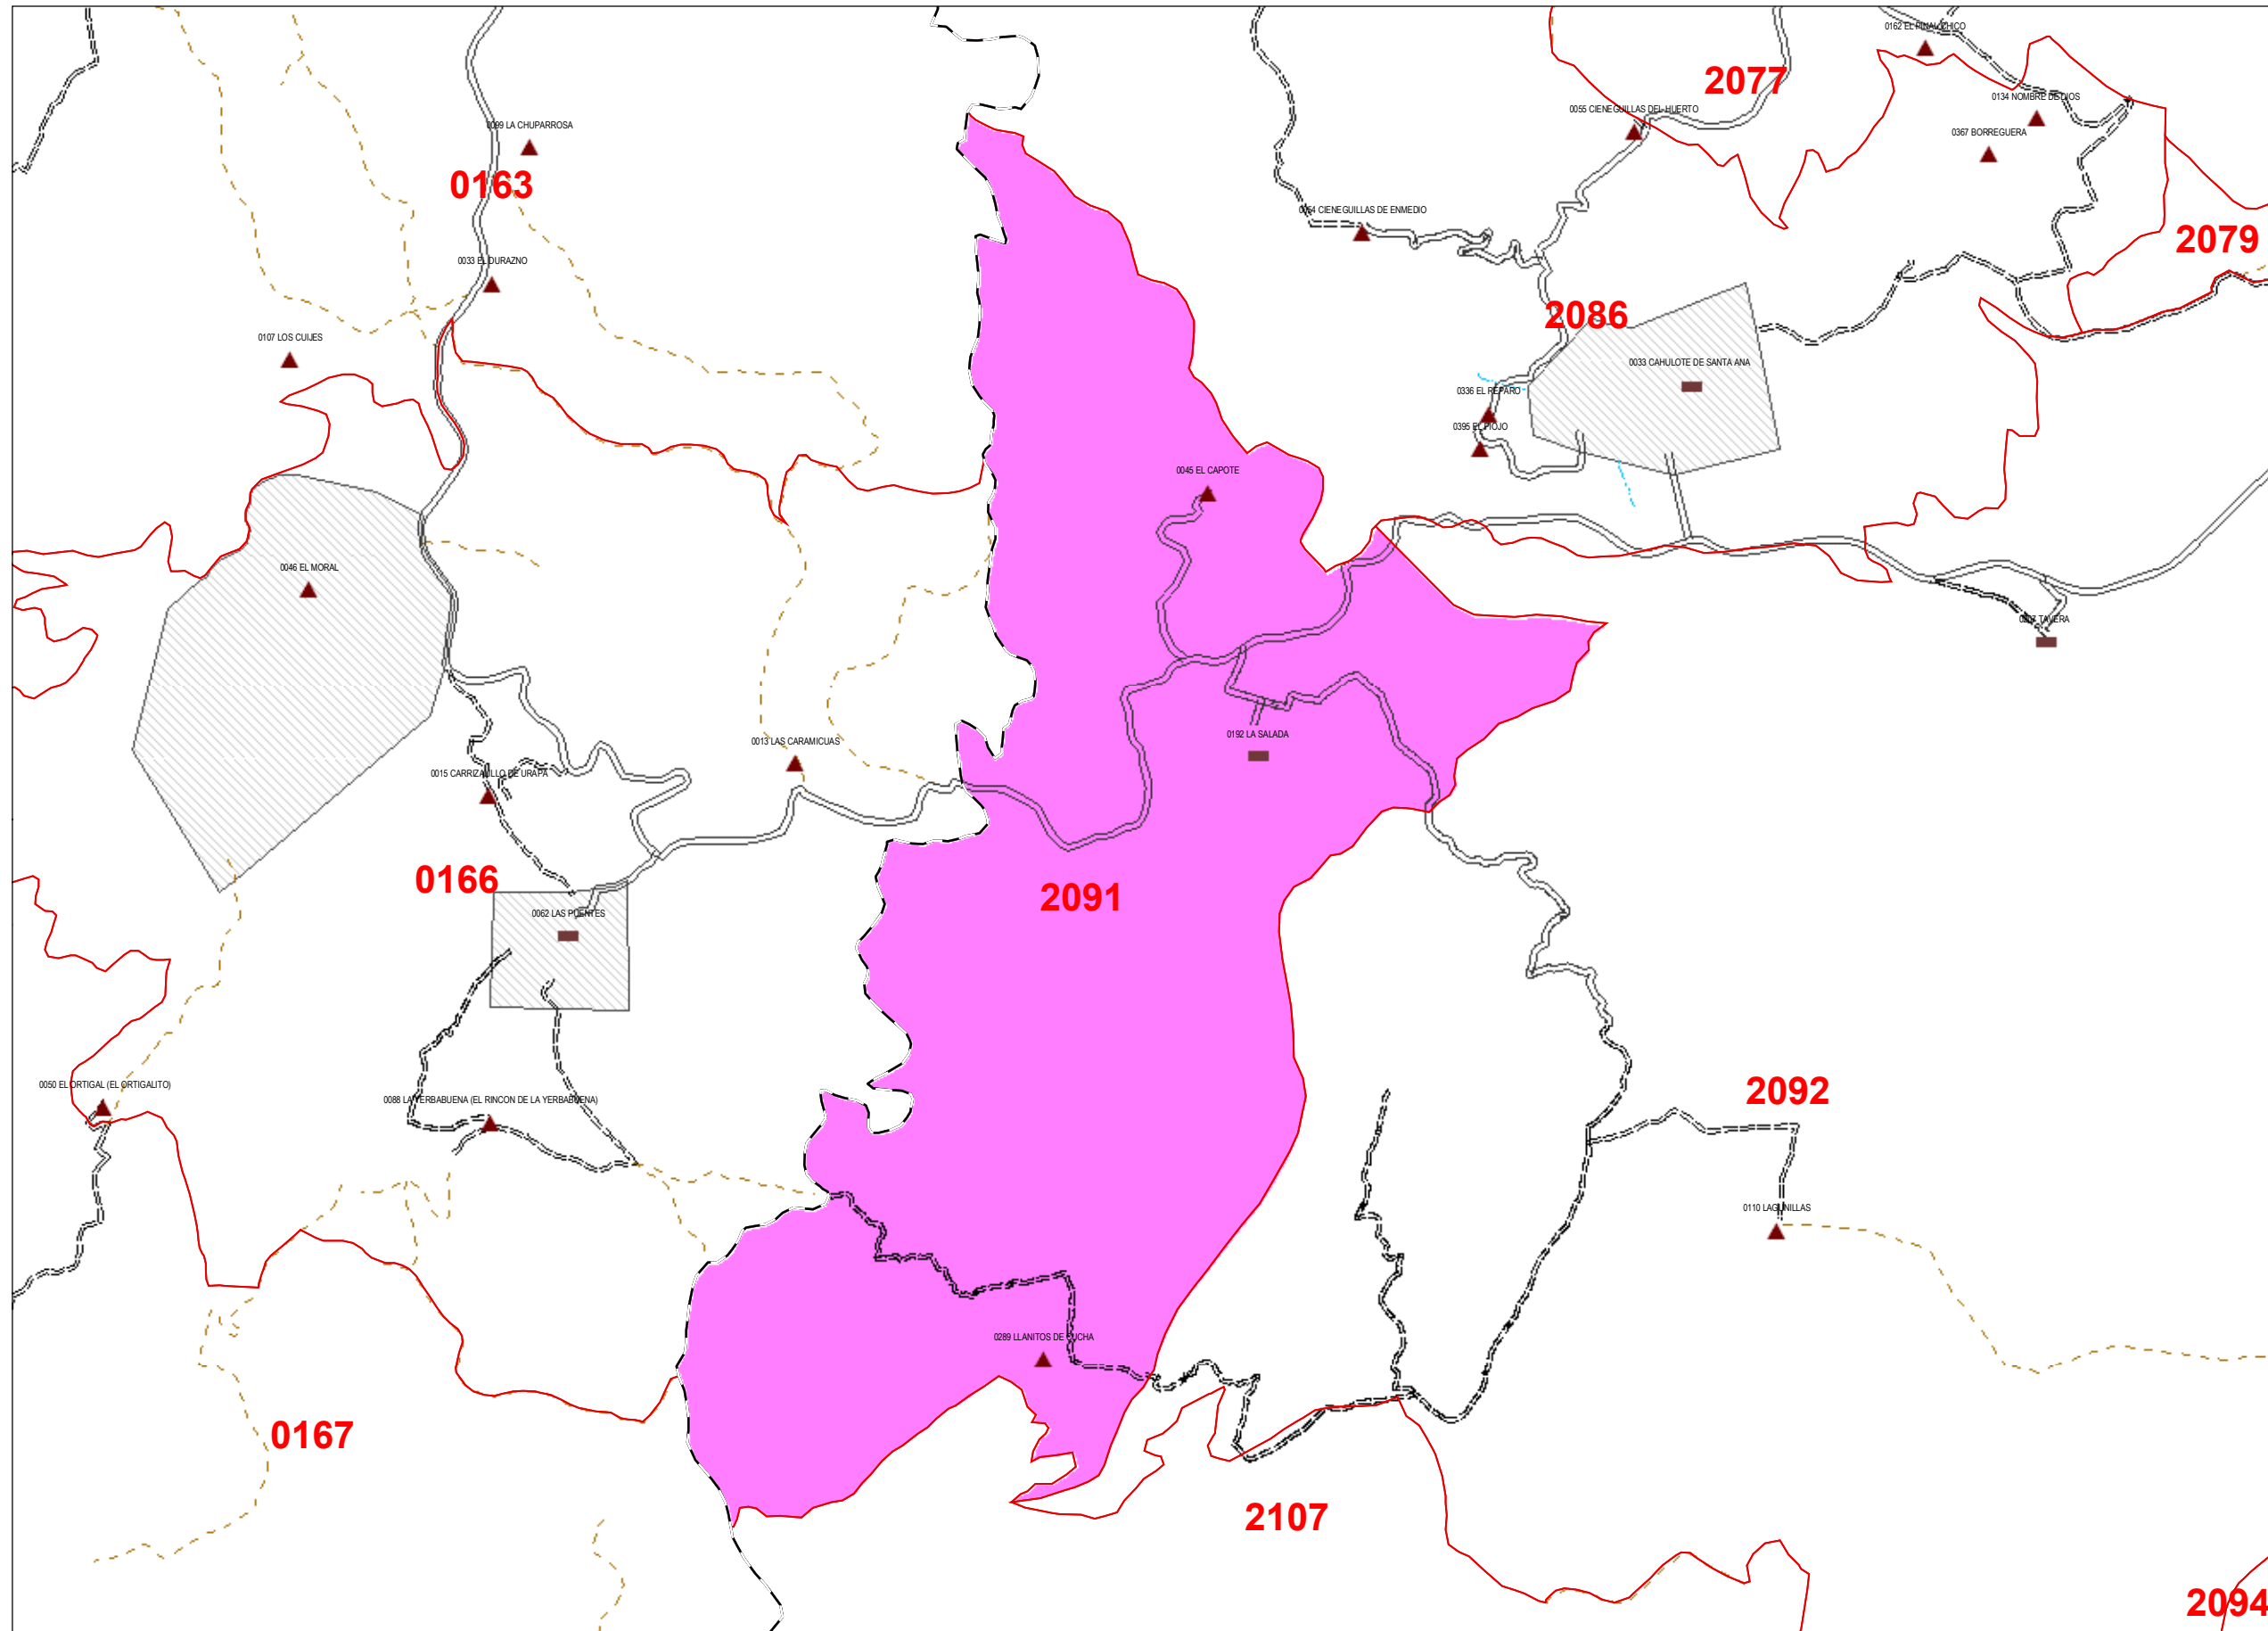 0162 EL PINAL CHICO
2077
0134 NOMBRE DE DIOS
0055 CIENEGUILLAS DEL HUERTO
0099 LA CHUPARROSA
0367 BORREGUERA
0163
0054 CIENEGUILLAS DE ENMEDIO
2079
0033 EL DURAZNO
2086
0107 LOS CUIJES
0033 CAHULOTE DE SANTA ANA
0336 EL REPARO
0395 EL PIOJO
0045 EL CAPOTE
0046 EL MORAL
TAVERA
0192 LA SALADA
0013 LAS CARAMICUAS
0015 CARRIZALILLO DE URAPA
0166
2091
0062 LAS PUENTES
0050 EL ORTIGAL (EL ORTIGALITO)
2092
0088 LA YERBABUENA (EL RINCON DE LA YERBABUENA)
0110 LAGUNILLAS
0289 LLANITOS DE
0167
2107
2094